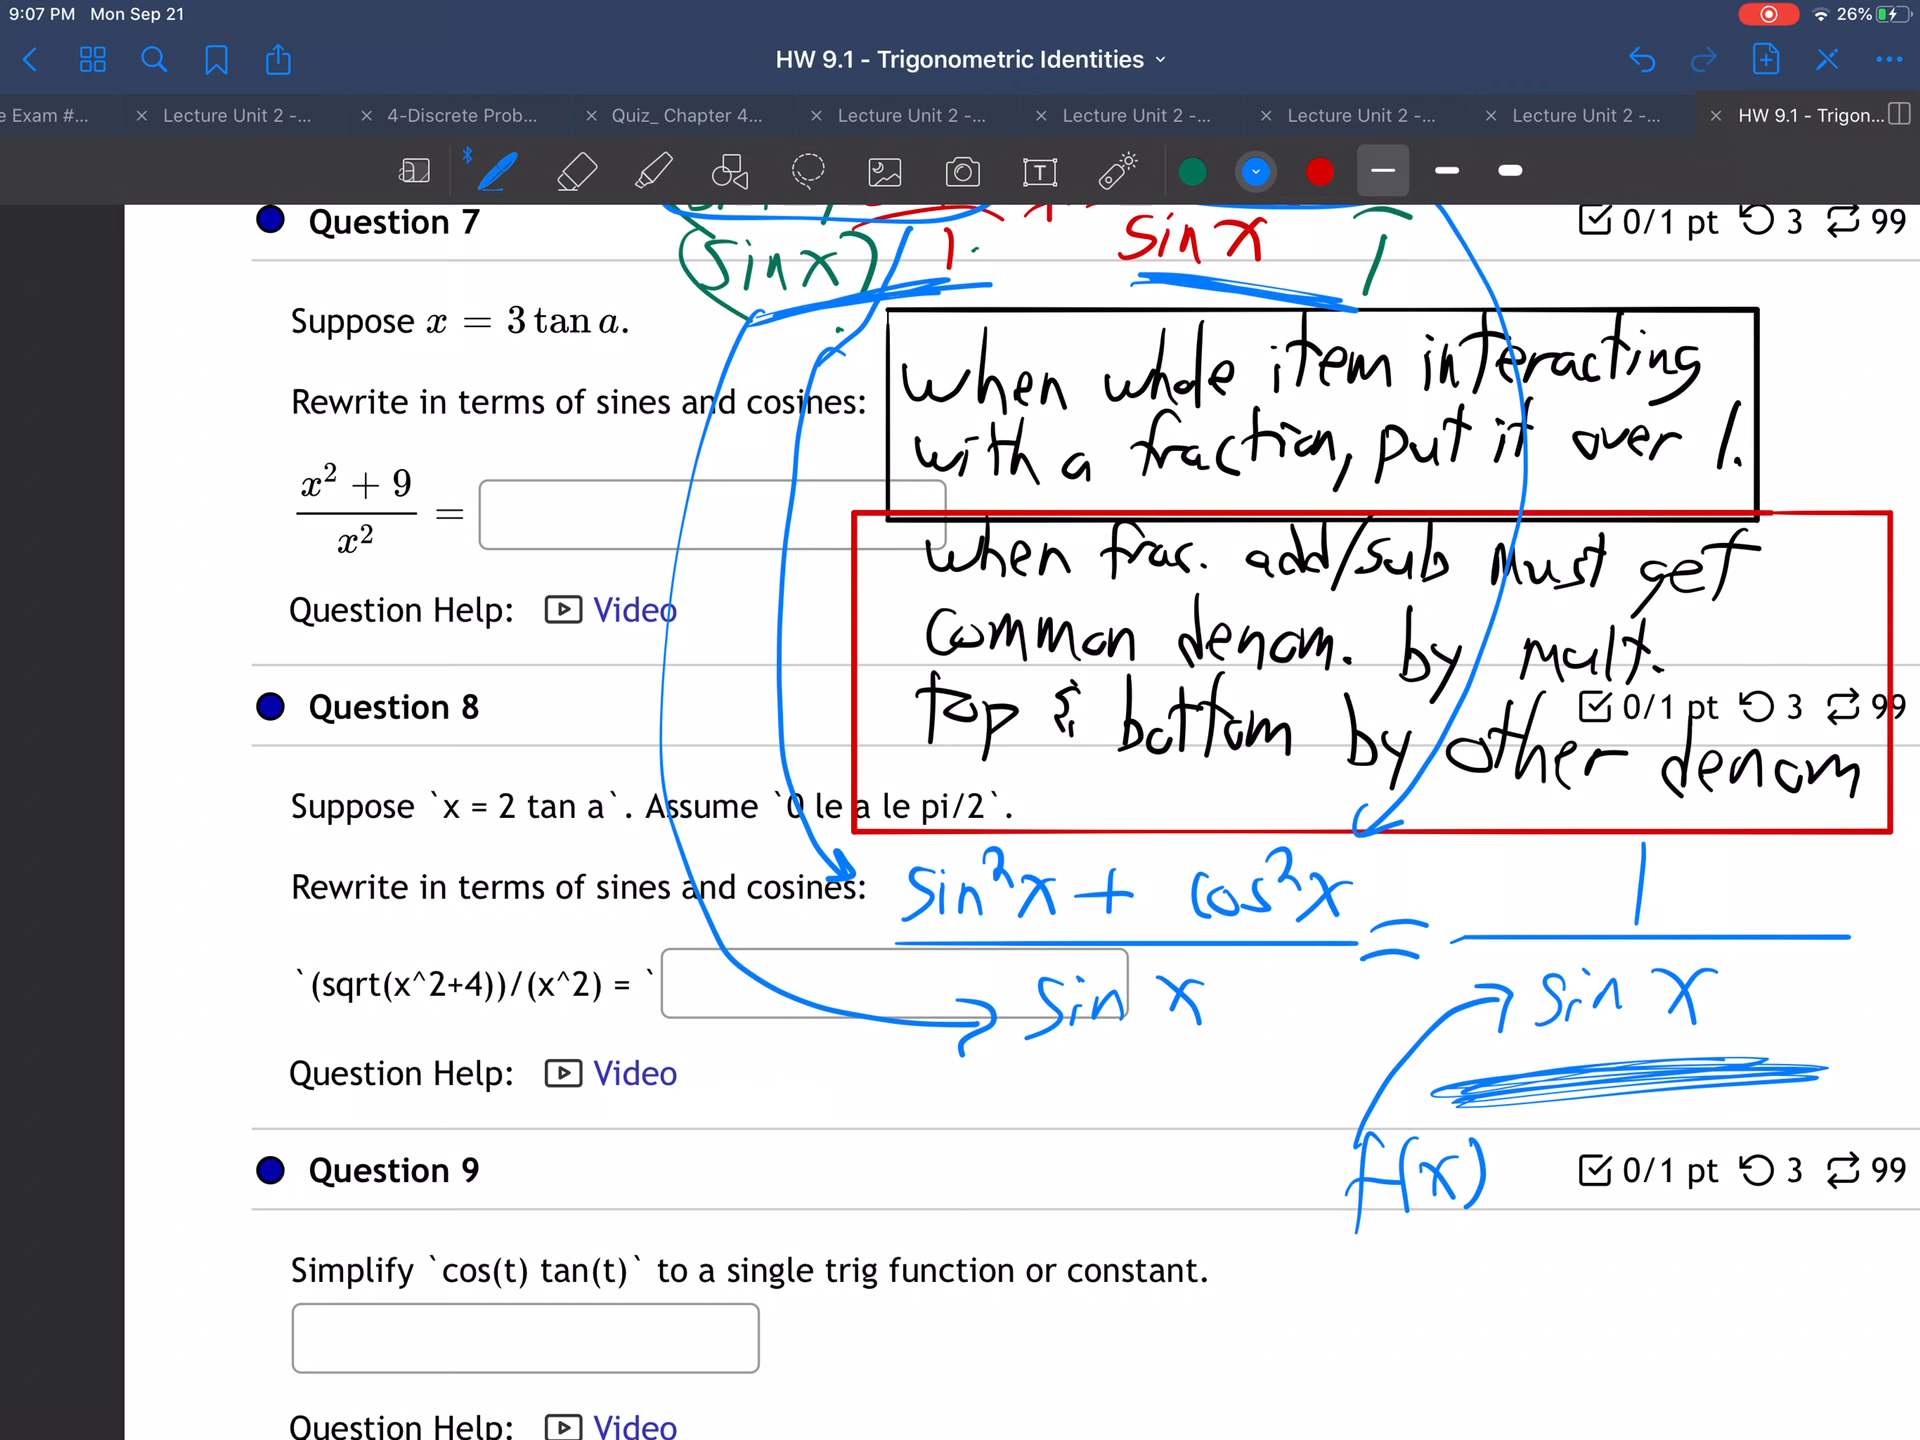 9:07 PM Mon Sep 21
26%
HW 9.1 - Trigonometric Identities
e Exam #...
× Lecture Unit 2 -...
× 4-Discrete Prob...
× Quiz_ Chapter 4...
× Lecture Unit 2 -...
× Lecture Unit 2 -...
× Lecture Unit 2 -...
× Lecture Unit 2 -...
× HW 9.1 - Trigon...
T
Question 7
0/1 pt 3 99
(sin x) 1 sin x 1
Suppose x = 3 tan a.
when whole item interacting
with a fraction, put it over 1.
Rewrite in terms of sines and cosines:
x² + 9
/ x² =
when frac. add/sub must get
common denom. by mult.
top & bottom by other denom
Question Help: Video
Question 8
0/1 pt 3 99
Suppose `x = 2 tan a`. Assume `0 le a le pi/2`.
Rewrite in terms of sines and cosines:
sin²x + cos²x = 1
sin x sin x
`(sqrt(x^2+4))/(x^2) = `
Question Help: Video
f(x)
Question 9
0/1 pt 3 99
Simplify `cos(t) tan(t)` to a single trig function or constant.
Question Help: Video